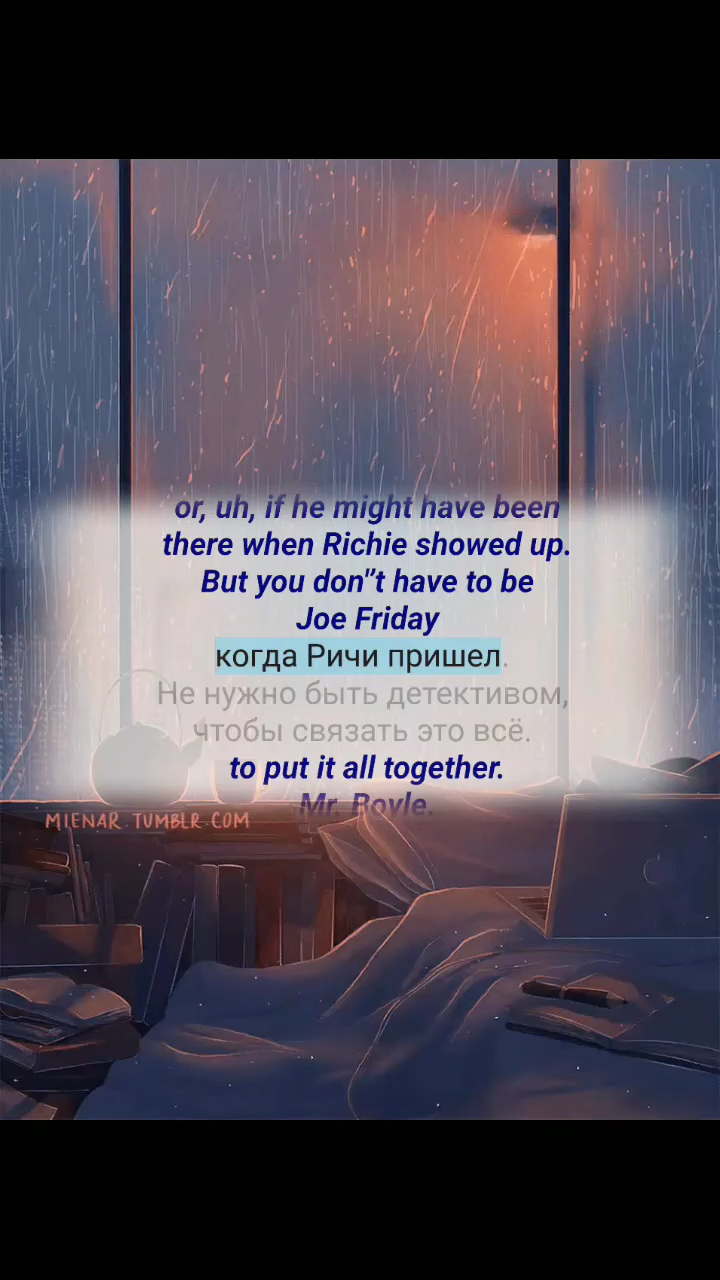 or, uh, if he might have been
there when Richie showed up.
But you don''t have to be
Joe Friday
когда Ричи пришел.
Не нужно быть детективом,
чтобы связать это всё.
to put it all together.
Mr. Boyle.
MIENAR.TUMBLR.COM